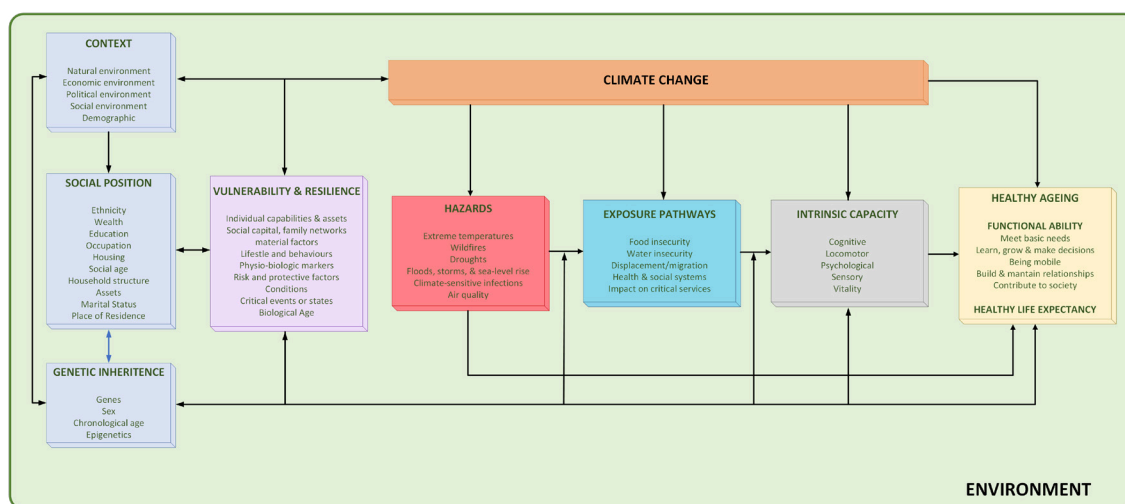 CONTEXT
Natural environment
Economic environment
Political environment
Social environment
Demographic
CLIMATE CHANGE
SOCIAL POSITION
Ethnicity
Wealth
Education
Occupation
Housing
Social age
Household structure
Assets
Marital Status
Place of Residence
VULNERABILITY & RESILIENCE
Individual capabilities & assets
Social capital, family networks
material factors
Lifestle and behaviours
Physio-biologic markers
Risk and protective factors
Conditions
Critical events or states
Biological Age
HAZARDS
Extreme temperatures
Wildfires
Droughts
Floods, storms, & sea-level rise
Climate-sensitive infections
Air quality
EXPOSURE PATHWAYS
Food insecurity
Water insecurity
Displacement/migration
Health & social systems
Impact on critical services
INTRINSIC CAPACITY
Cognitive
Locomotor
Psychological
Sensory
Vitality
HEALTHY AGEING
FUNCTIONAL ABILITY
Meet basic needs
Learn, grow & make decisions
Being mobile
Build & mantain relationships
Contribute to society
HEALTHY LIFE EXPECTANCY
GENETIC INHERITENCE
Genes
Sex
Chronological age
Epigenetics
ENVIRONMENT